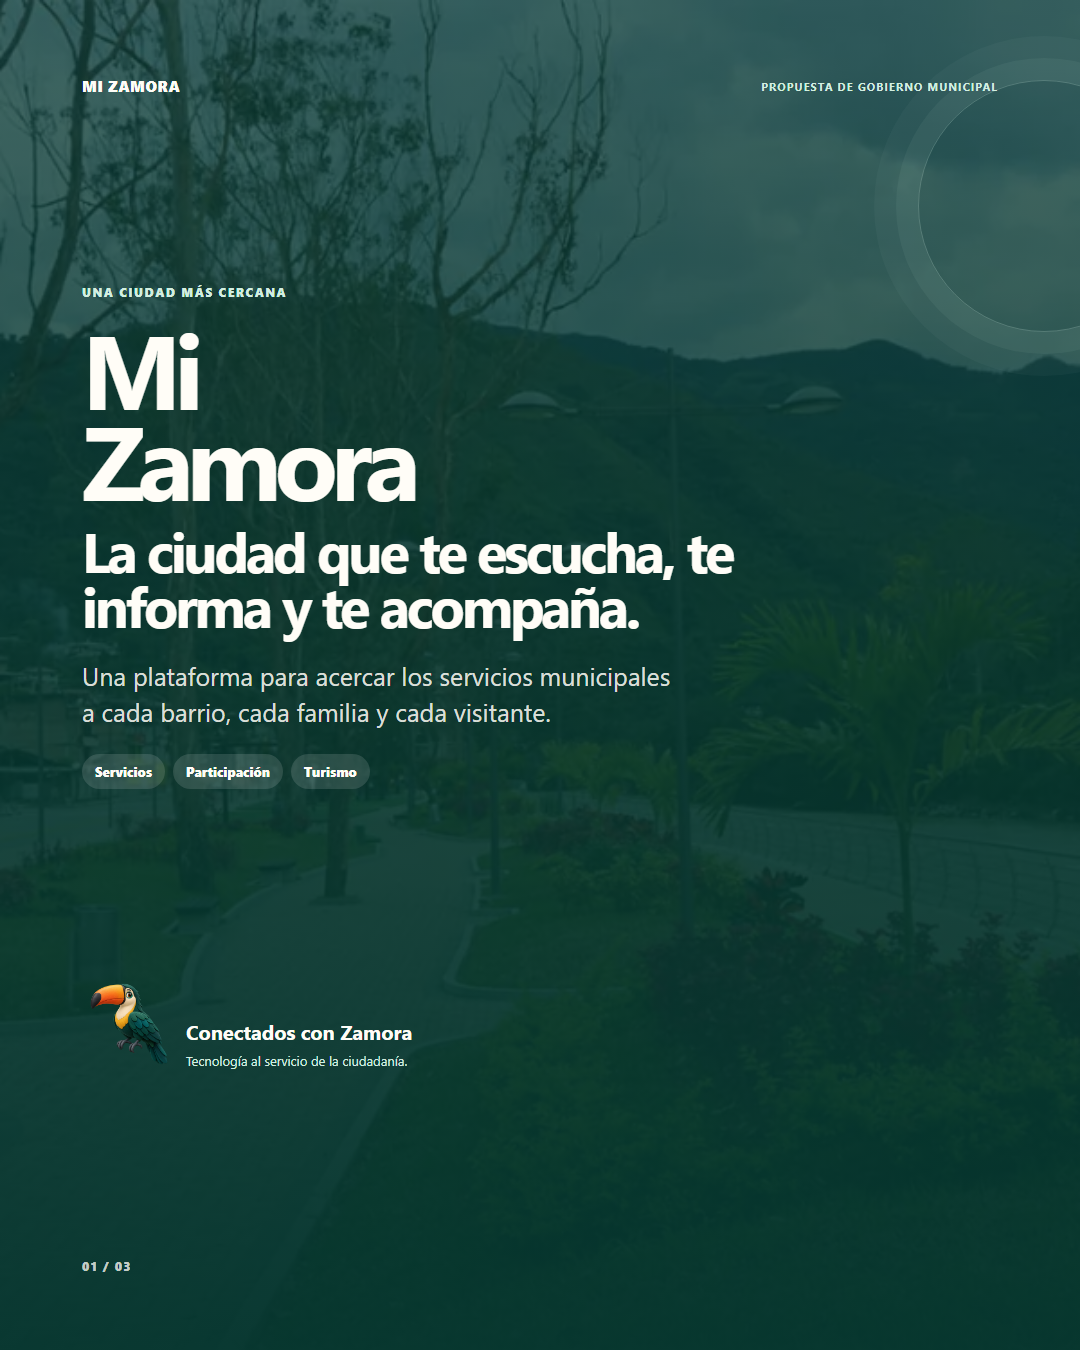 MI ZAMORA
PROPUESTA DE GOBIERNO MUNICIPAL
UNA CIUDAD MÁS CERCANA
Mi
Zamora
La ciudad que te escucha, te
informa y te acompaña.
Una plataforma para acercar los servicios municipales
a cada barrio, cada familia y cada visitante.
Servicios
Participación
Turismo
Conectados con Zamora
Tecnología al servicio de la ciudadanía.
01 / 03